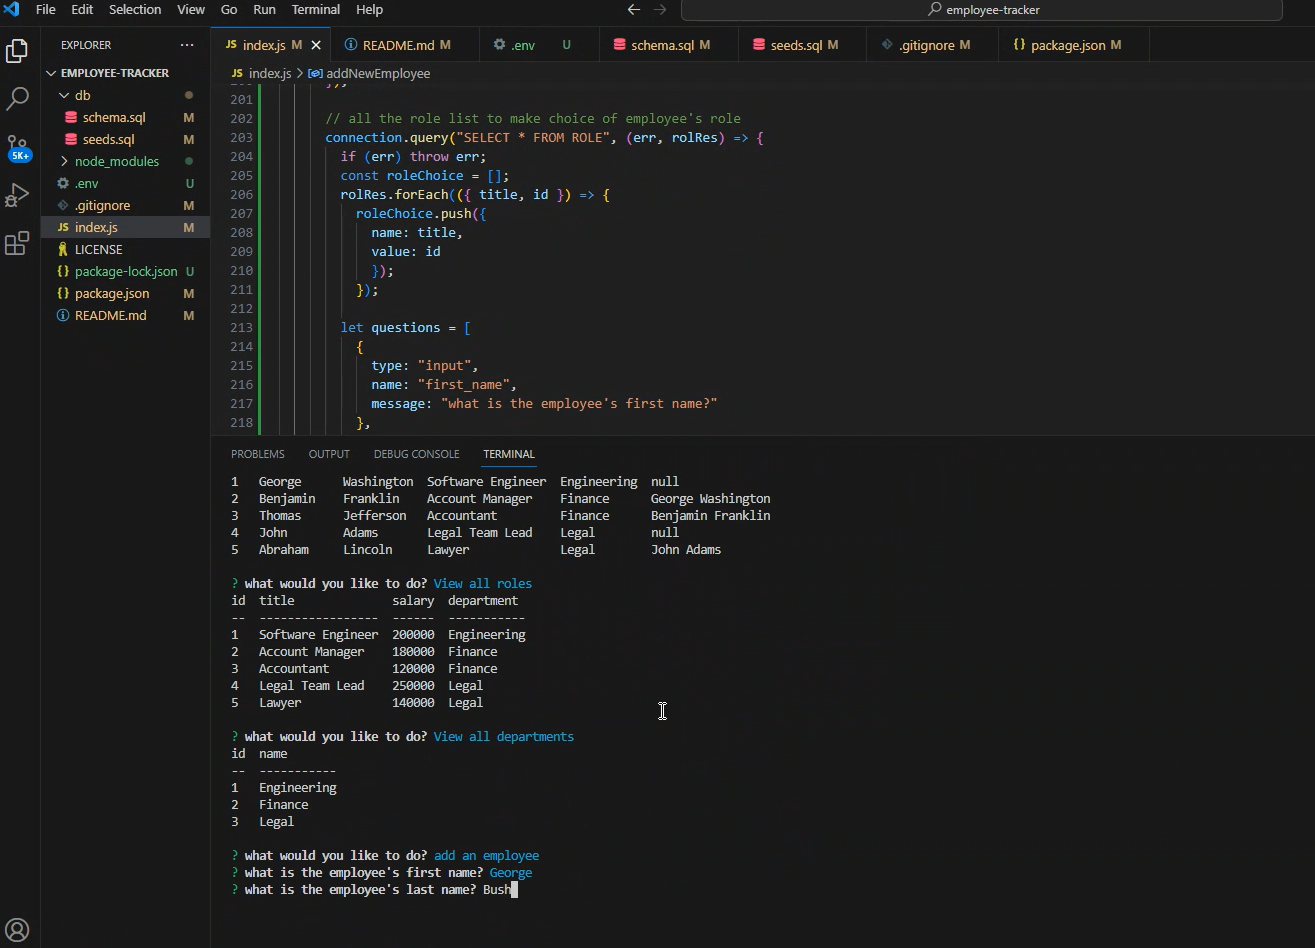 File Edit Selection View Go Run Terminal Help
employee-tracker
EXPLORER
EMPLOYEE-TRACKER
db
schema.sql M
seeds.sql M
node_modules
.env U
.gitignore M
JS index.js M
LICENSE
{} package-lock.json U
{} package.json M
README.md M
5K+
JS index.js M
README.md M
.env U
schema.sql M
seeds.sql M
.gitignore M
{} package.json M
JS index.js > addNewEmployee
201
202 // all the role list to make choice of employee's role
203 connection.query("SELECT * FROM ROLE", (err, rolRes) => {
204 if (err) throw err;
205 const roleChoice = [];
206 rolRes.forEach(({ title, id }) => {
207 roleChoice.push({
208 name: title,
209 value: id
210 });
211 });
212
213 let questions = [
214 {
215 type: "input",
216 name: "first_name",
217 message: "what is the employee's first name?"
218 },
PROBLEMS OUTPUT DEBUG CONSOLE TERMINAL
1 George Washington Software Engineer Engineering null
2 Benjamin Franklin Account Manager Finance George Washington
3 Thomas Jefferson Accountant Finance Benjamin Franklin
4 John Adams Legal Team Lead Legal null
5 Abraham Lincoln Lawyer Legal John Adams
? what would you like to do? View all roles
id title salary department
-- ----------------- ------ -----------
1 Software Engineer 200000 Engineering
2 Account Manager 180000 Finance
3 Accountant 120000 Finance
4 Legal Team Lead 250000 Legal
5 Lawyer 140000 Legal
? what would you like to do? View all departments
id name
-- -----------
1 Engineering
2 Finance
3 Legal
? what would you like to do? add an employee
? what is the employee's first name? George
? what is the employee's last name? Bush